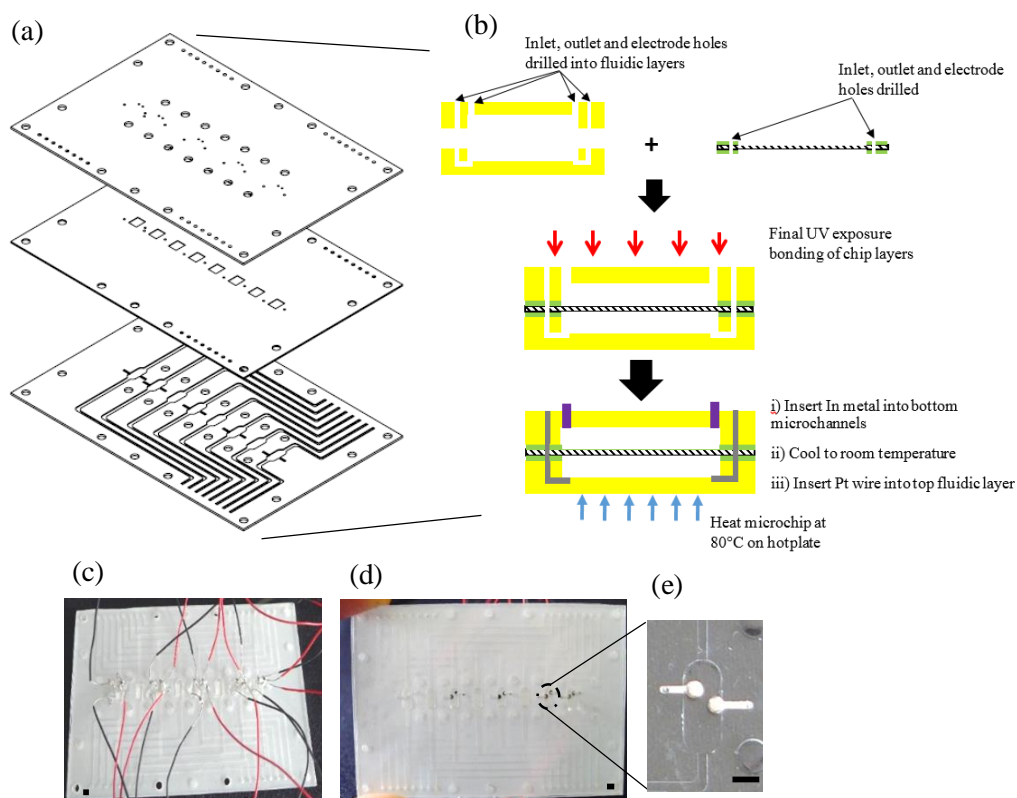 (a)
(b)
Inlet, outlet and electrode holes
drilled into fluidic layers
Inlet, outlet and electrode
holes drilled
+
Final UV exposure
bonding of chip layers
i) Insert In metal into bottom
microchannels
ii) Cool to room temperature
iii) Insert Pt wire into top fluidic layer
Heat microchip at
80°C on hotplate
(c)
(d)
(e)